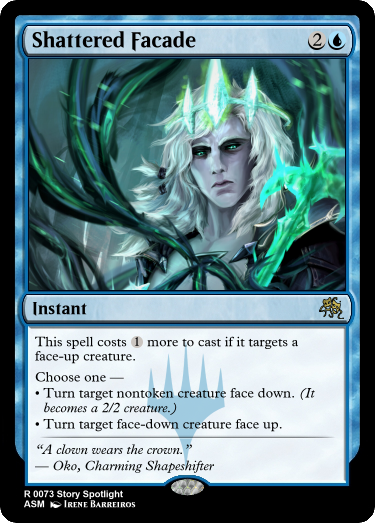 Shattered Facade 2
Instant
This spell costs 1 more to cast if it targets a
face-up creature.
Choose one —
• Turn target nontoken creature face down. (It
becomes a 2/2 creature.)
• Turn target face-down creature face up.
“A clown wears the crown.”
— Oko, Charming Shapeshifter
R 0073 Story Spotlight
ASM Irene Barreiros